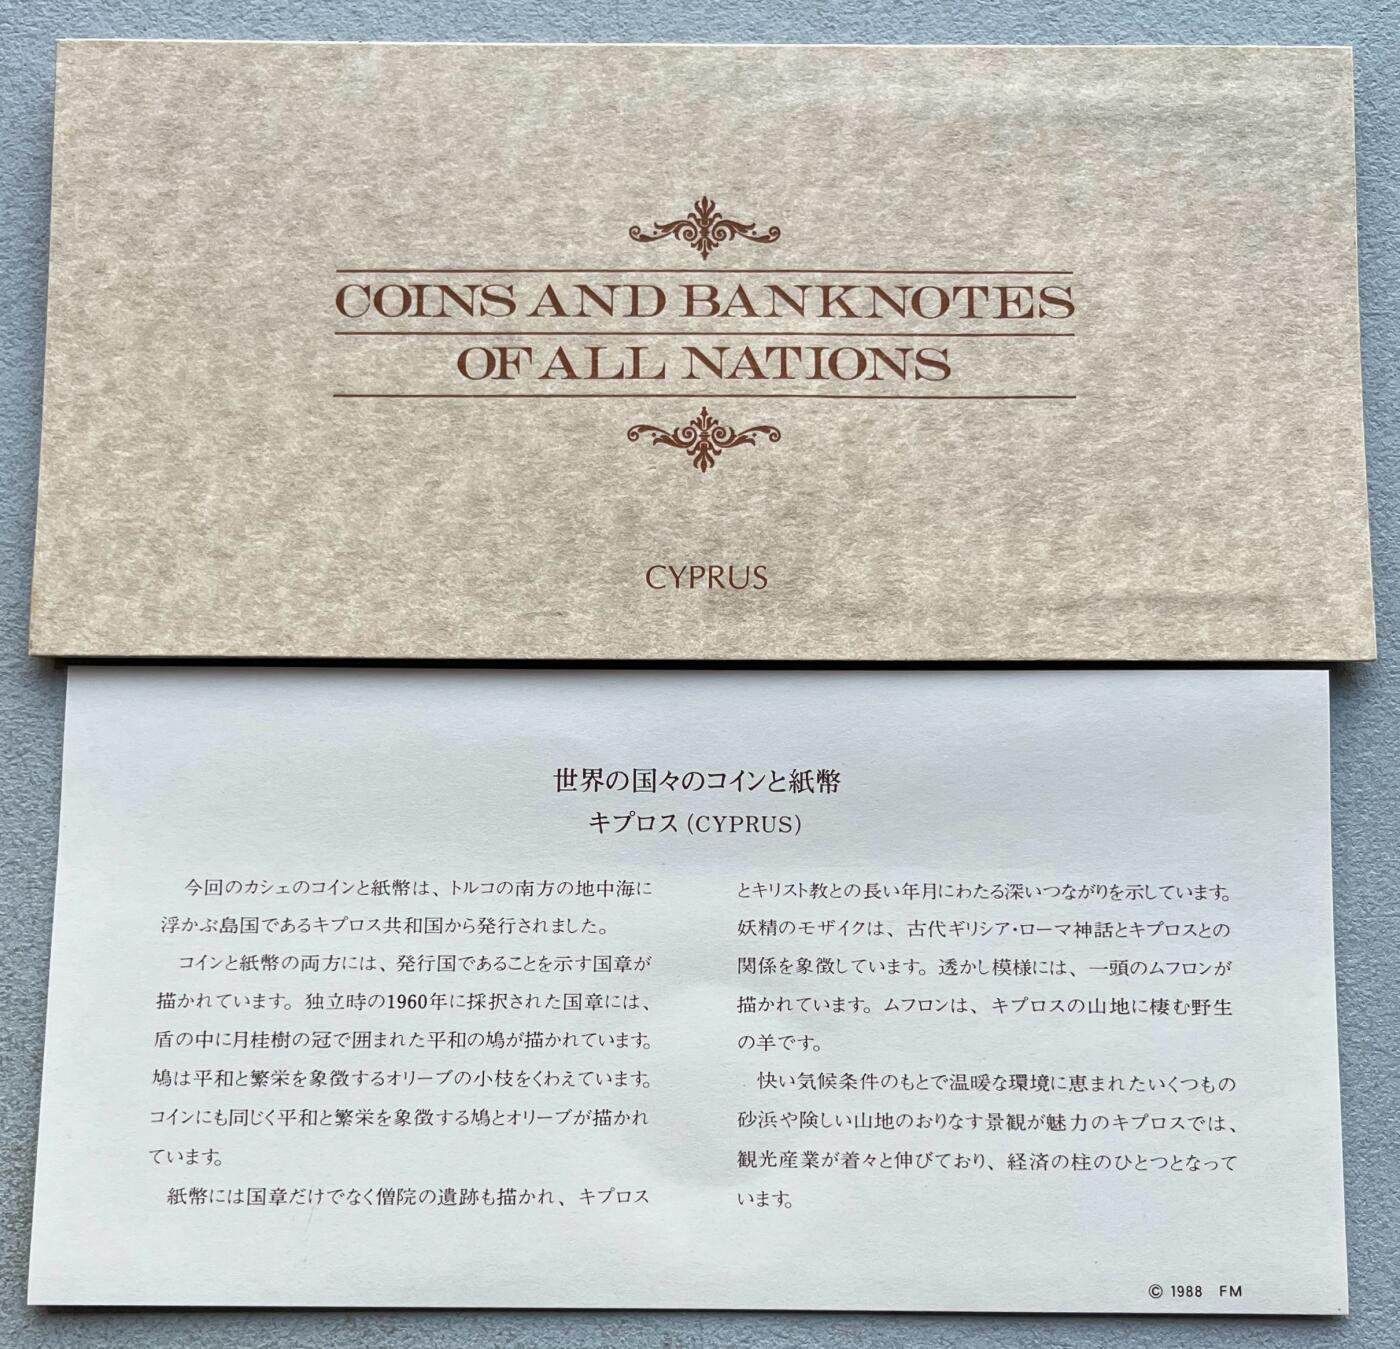 COINS AND BANKNOTES
OF ALL NATIONS
CYPRUS
世界の国々のコインと紙幣
キプロス (CYPRUS)
今回のカシェのコインと紙幣は、トルコの南方の地中海に
浮かぶ島国であるキプロス共和国から発行されました。
コインと紙幣の両方には、発行国であることを示す国章が
描かれています。独立時の1960年に採択された国章には、
盾の中に月桂樹の冠で囲まれた平和の鳩が描かれています。
鳩は平和と繁栄を象徴するオリーブの小枝をくわえています。
コインにも同じく平和と繁栄を象徴する鳩とオリーブが描かれ
ています。
紙幣には国章だけでなく僧院の遺跡も描かれ、キプロス
とキリスト教との長い年月にわたる深いつながりを示しています。
妖精のモザイクは、古代ギリシア・ローマ神話とキプロスとの
関係を象徴しています。透かし模様には、一頭のムフロンが
描かれています。ムフロンは、キプロスの山地に棲む野生
の羊です。
快い気候条件のもとで温暖な環境に恵まれたいくつもの
砂浜や険しい山地のおりなす景観が魅力のキプロスでは、
観光産業が着々と伸びており、経済の柱のひとつとなって
います。
© 1988 FM